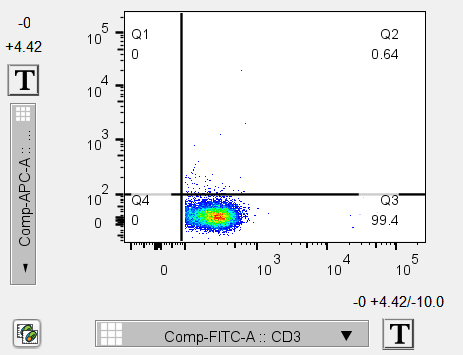 -0
+4.42
T
Comp-APC-A :: ...
10^5
10^4
10^3
10^2
0
Q1
0
Q2
0.64
Q4
0
Q3
99.4
0
10^3
10^4
10^5
-0 +4.42/-10.0
Comp-FITC-A :: CD3
T